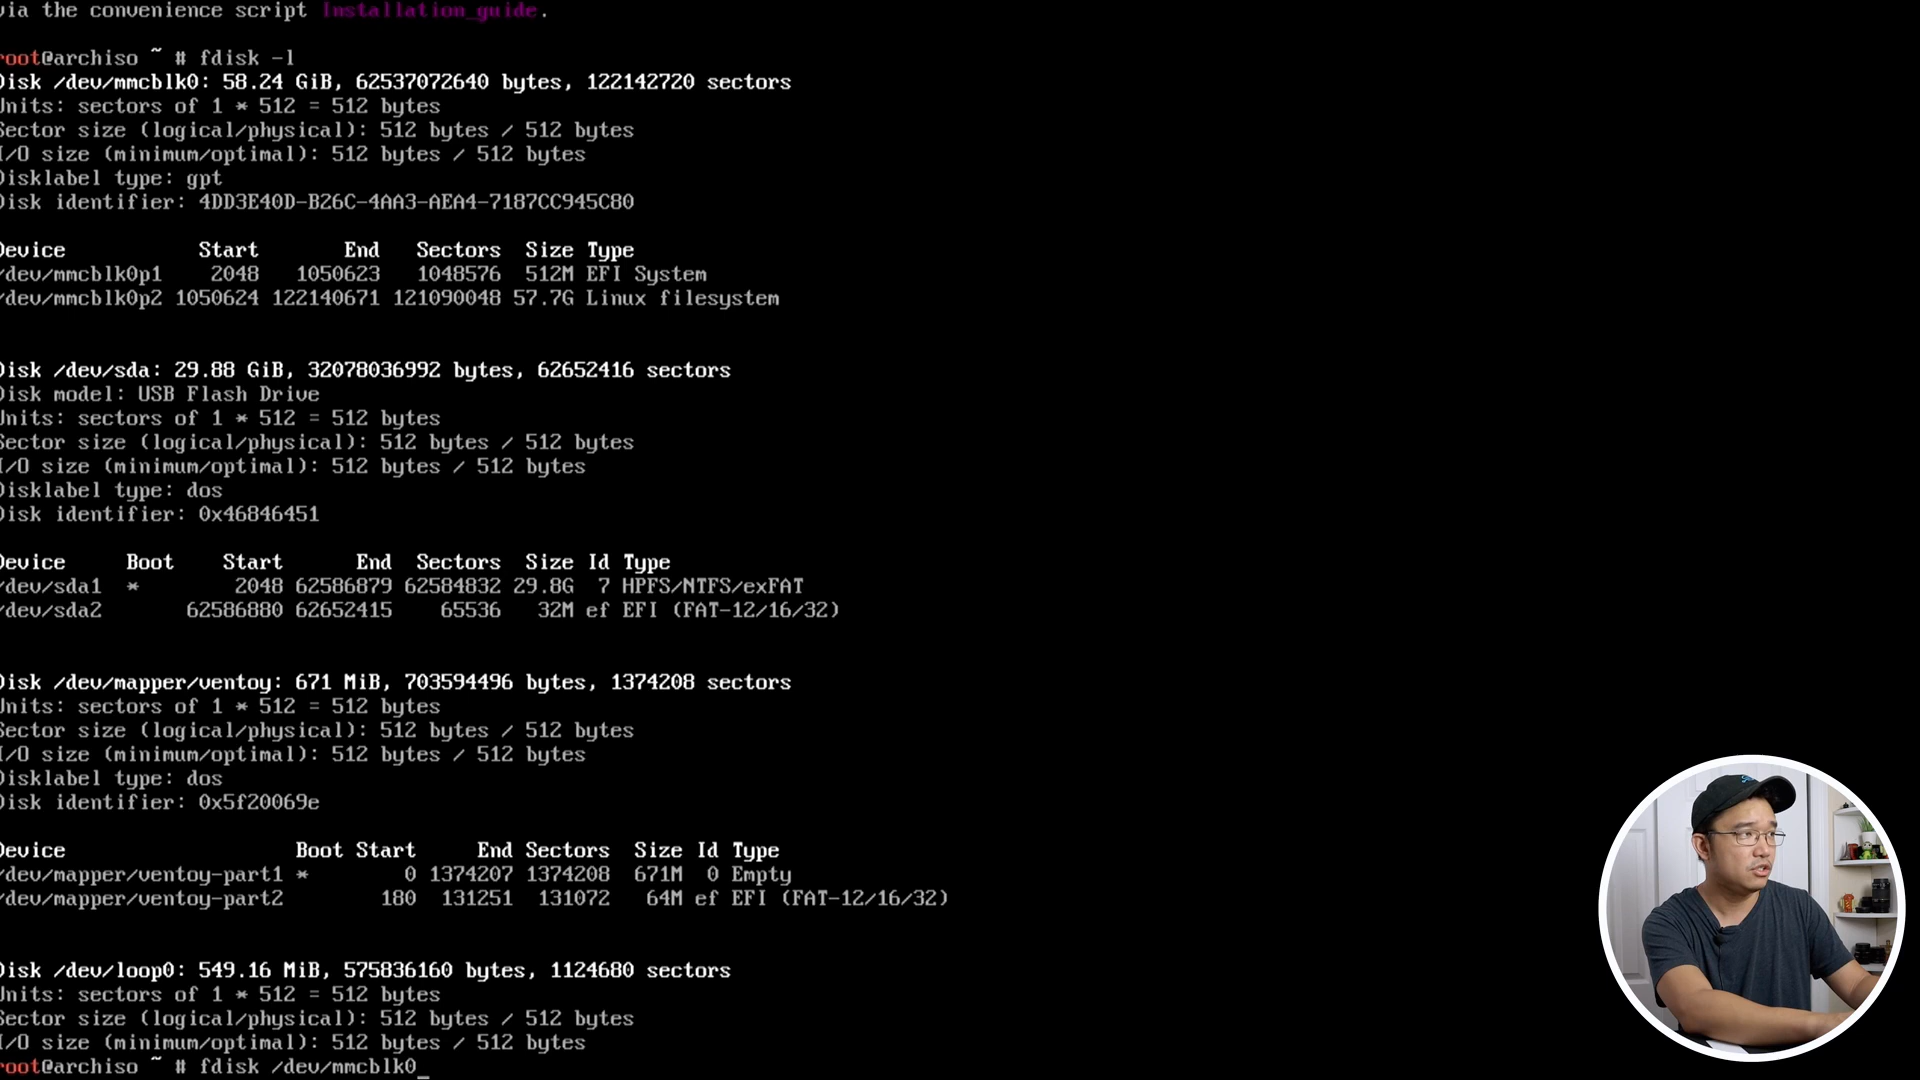 via the convenience script Installation_guide.
root@archiso ~ # fdisk -l
Disk /dev/mmcblk0: 58.24 GiB, 62537072640 bytes, 122142720 sectors
Units: sectors of 1 * 512 = 512 bytes
Sector size (logical/physical): 512 bytes / 512 bytes
I/O size (minimum/optimal): 512 bytes / 512 bytes
Disklabel type: gpt
Disk identifier: 4DD3E40D-B26C-4AA3-AEA4-7187CC945C80
Device Start End Sectors Size Type
/dev/mmcblk0p1 2048 1050623 1048576 512M EFI System
/dev/mmcblk0p2 1050624 122140671 121090048 57.7G Linux filesystem
Disk /dev/sda: 29.88 GiB, 32078036992 bytes, 62652416 sectors
Disk model: USB Flash Drive
Units: sectors of 1 * 512 = 512 bytes
Sector size (logical/physical): 512 bytes / 512 bytes
I/O size (minimum/optimal): 512 bytes / 512 bytes
Disklabel type: dos
Disk identifier: 0x46846451
Device Boot Start End Sectors Size Id Type
/dev/sda1 * 2048 62586879 62584832 29.8G 7 HPFS/NTFS/exFAT
/dev/sda2 62586880 62652415 65536 32M ef EFI (FAT-12/16/32)
Disk /dev/mapper/ventoy: 671 MiB, 703594496 bytes, 1374208 sectors
Units: sectors of 1 * 512 = 512 bytes
Sector size (logical/physical): 512 bytes / 512 bytes
I/O size (minimum/optimal): 512 bytes / 512 bytes
Disklabel type: dos
Disk identifier: 0x5f20069e
Device Boot Start End Sectors Size Id Type
/dev/mapper/ventoy-part1 * 0 1374207 1374208 671M 0 Empty
/dev/mapper/ventoy-part2 180 131251 131072 64M ef EFI (FAT-12/16/32)
Disk /dev/loop0: 549.16 MiB, 575836160 bytes, 1124680 sectors
Units: sectors of 1 * 512 = 512 bytes
Sector size (logical/physical): 512 bytes / 512 bytes
I/O size (minimum/optimal): 512 bytes / 512 bytes
root@archiso ~ # fdisk /dev/mmcblk0_